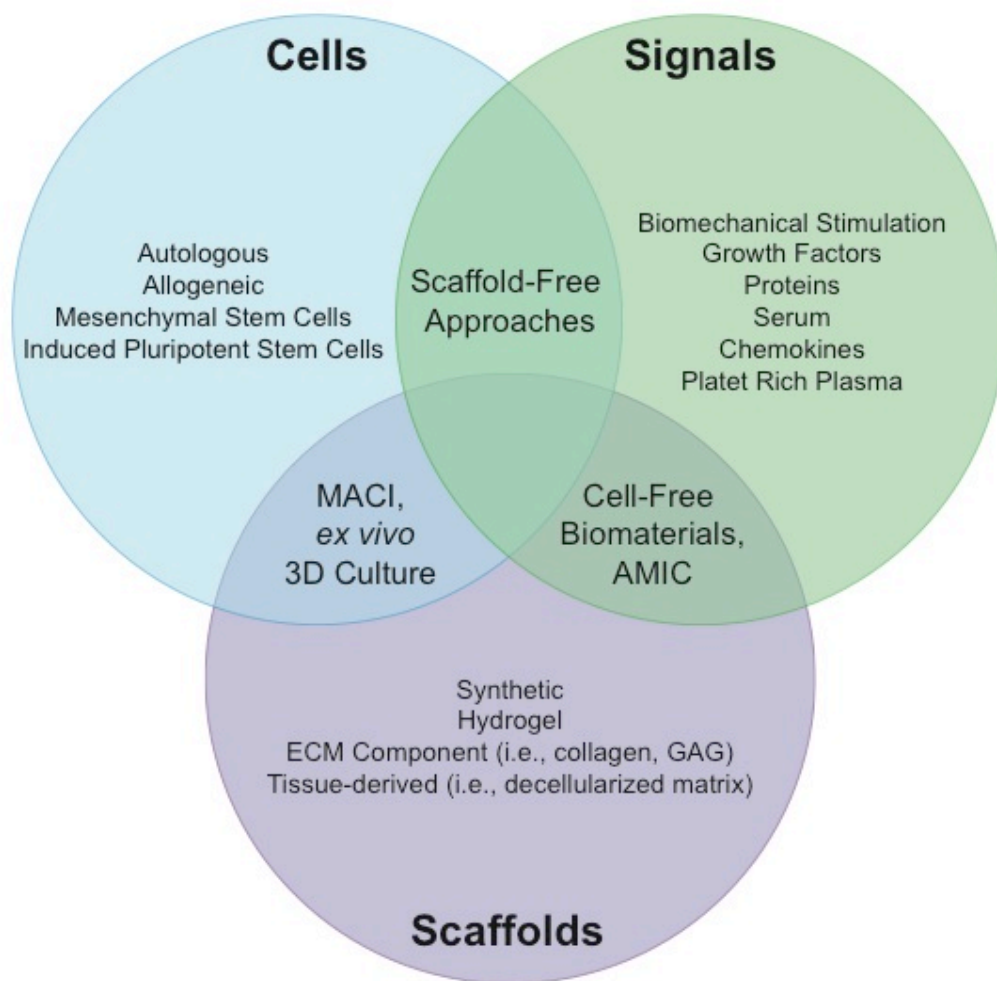 Cells
Signals
Autologous
Allogeneic
Mesenchymal Stem Cells
Induced Pluripotent Stem Cells
Scaffold-Free
Approaches
Biomechanical Stimulation
Growth Factors
Proteins
Serum
Chemokines
Platet Rich Plasma
MACI,
ex vivo
3D Culture
Cell-Free
Biomaterials,
AMIC
Synthetic
Hydrogel
ECM Component (i.e., collagen, GAG)
Tissue-derived (i.e., decellularized matrix)
Scaffolds